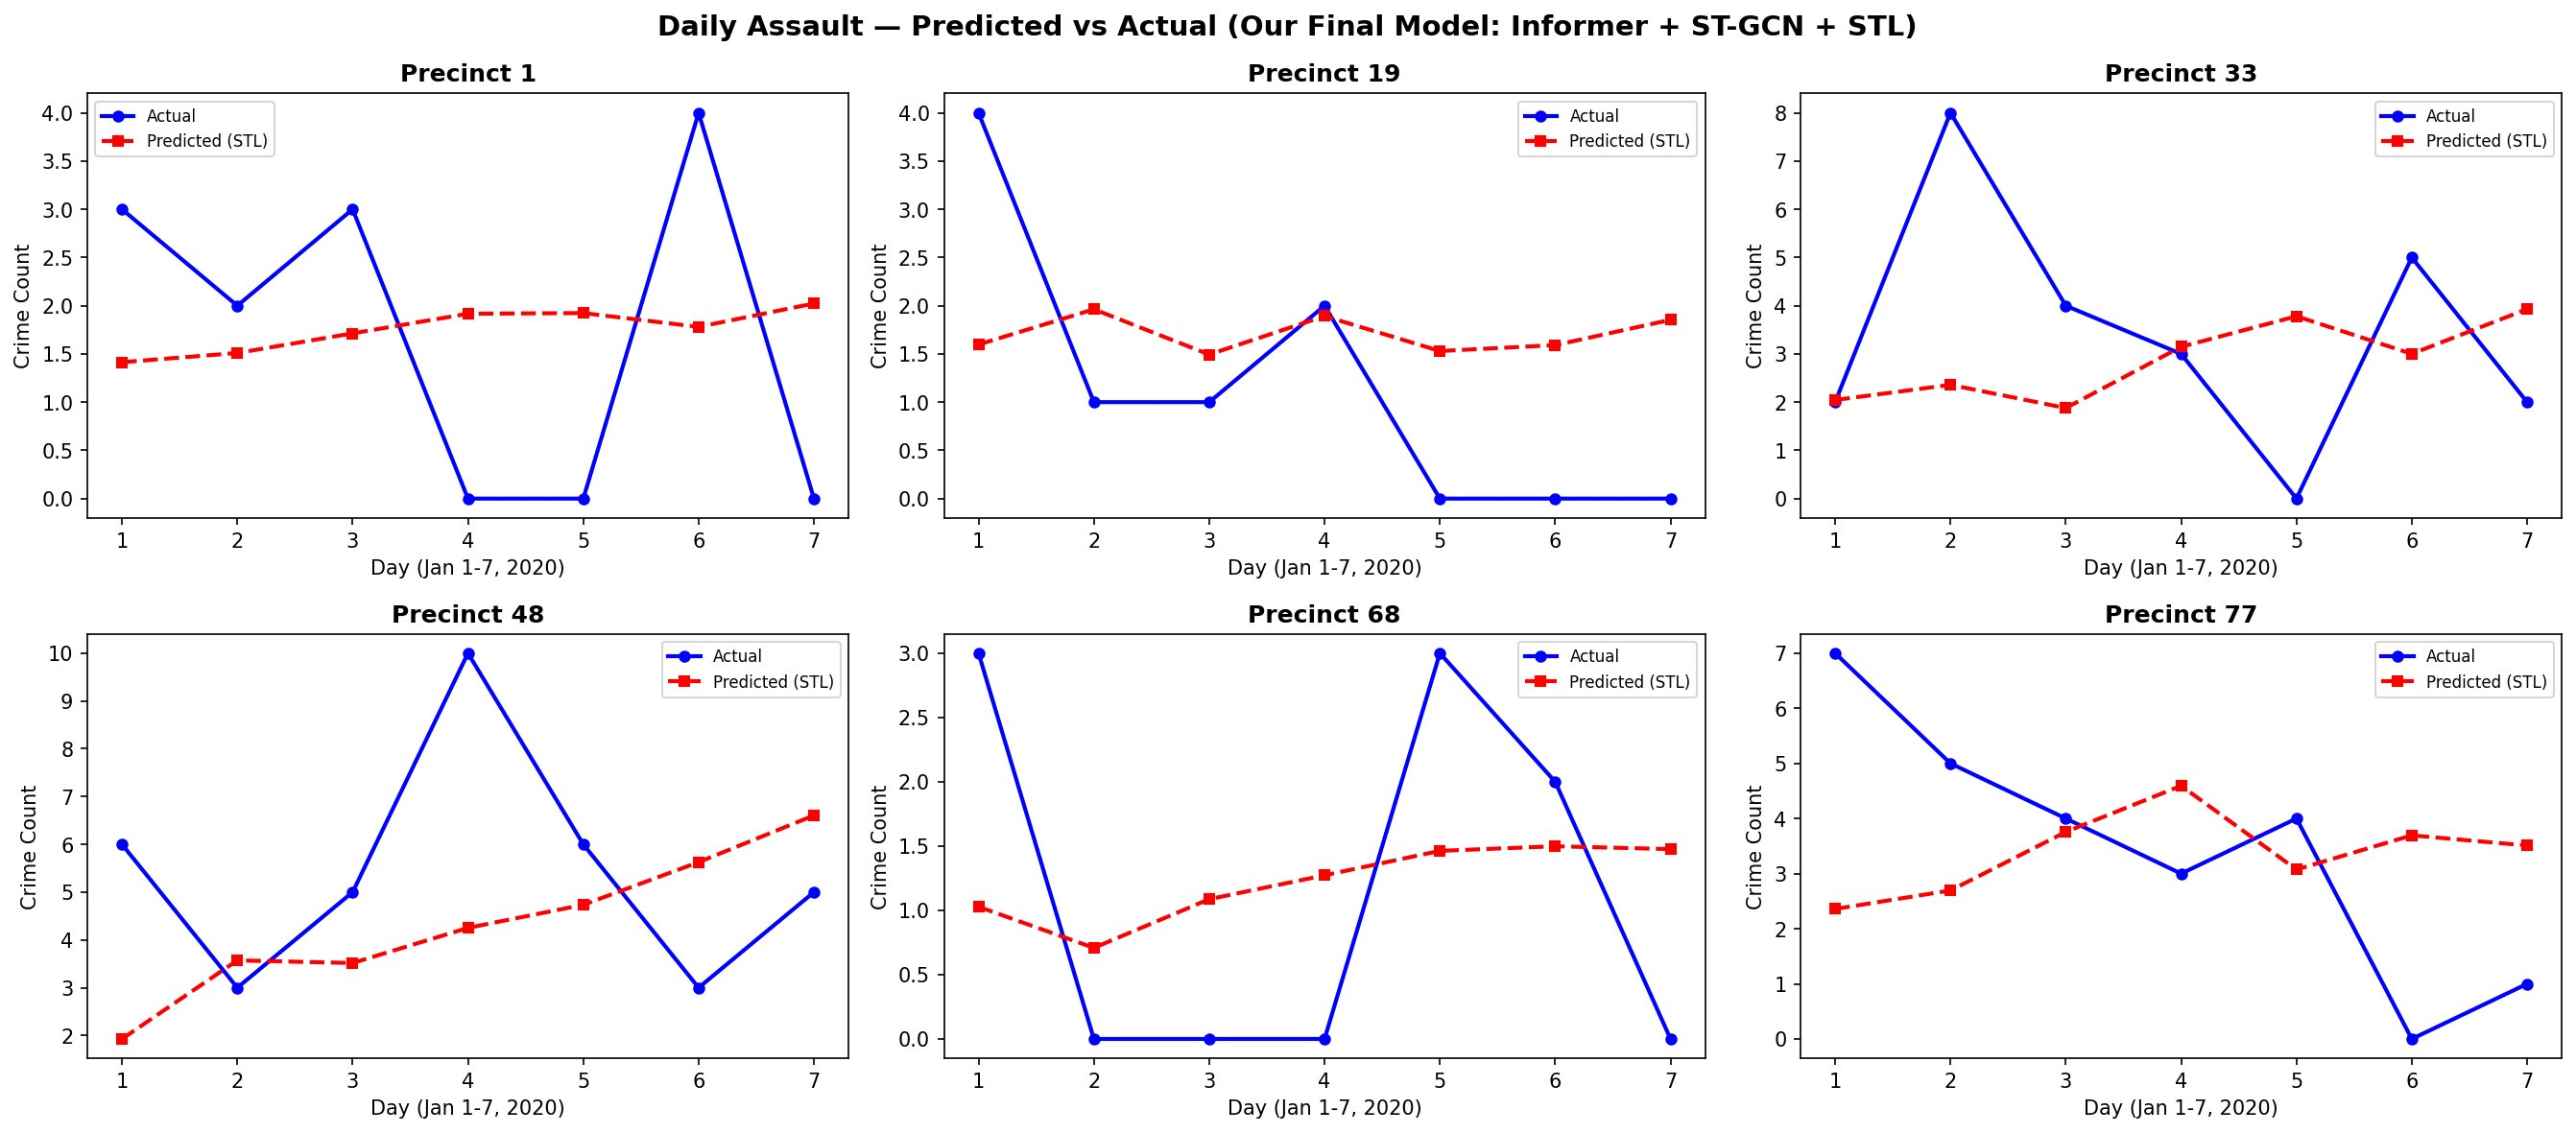 Daily Assault — Predicted vs Actual (Our Final Model: Informer + ST-GCN + STL)
Precinct 1
Crime Count
4.0
3.5
3.0
2.5
2.0
1.5
1.0
0.5
0.0
Actual
Predicted (STL)
1 2 3 4 5 6 7
Day (Jan 1-7, 2020)
Precinct 19
Crime Count
4.0
3.5
3.0
2.5
2.0
1.5
1.0
0.5
0.0
Actual
Predicted (STL)
1 2 3 4 5 6 7
Day (Jan 1-7, 2020)
Precinct 33
Crime Count
8
7
6
5
4
3
2
1
0
Actual
Predicted (STL)
1 2 3 4 5 6 7
Day (Jan 1-7, 2020)
Precinct 48
Crime Count
10
9
8
7
6
5
4
3
2
Actual
Predicted (STL)
1 2 3 4 5 6 7
Day (Jan 1-7, 2020)
Precinct 68
Crime Count
3.0
2.5
2.0
1.5
1.0
0.5
0.0
Actual
Predicted (STL)
1 2 3 4 5 6 7
Day (Jan 1-7, 2020)
Precinct 77
Crime Count
7
6
5
4
3
2
1
0
Actual
Predicted (STL)
1 2 3 4 5 6 7
Day (Jan 1-7, 2020)